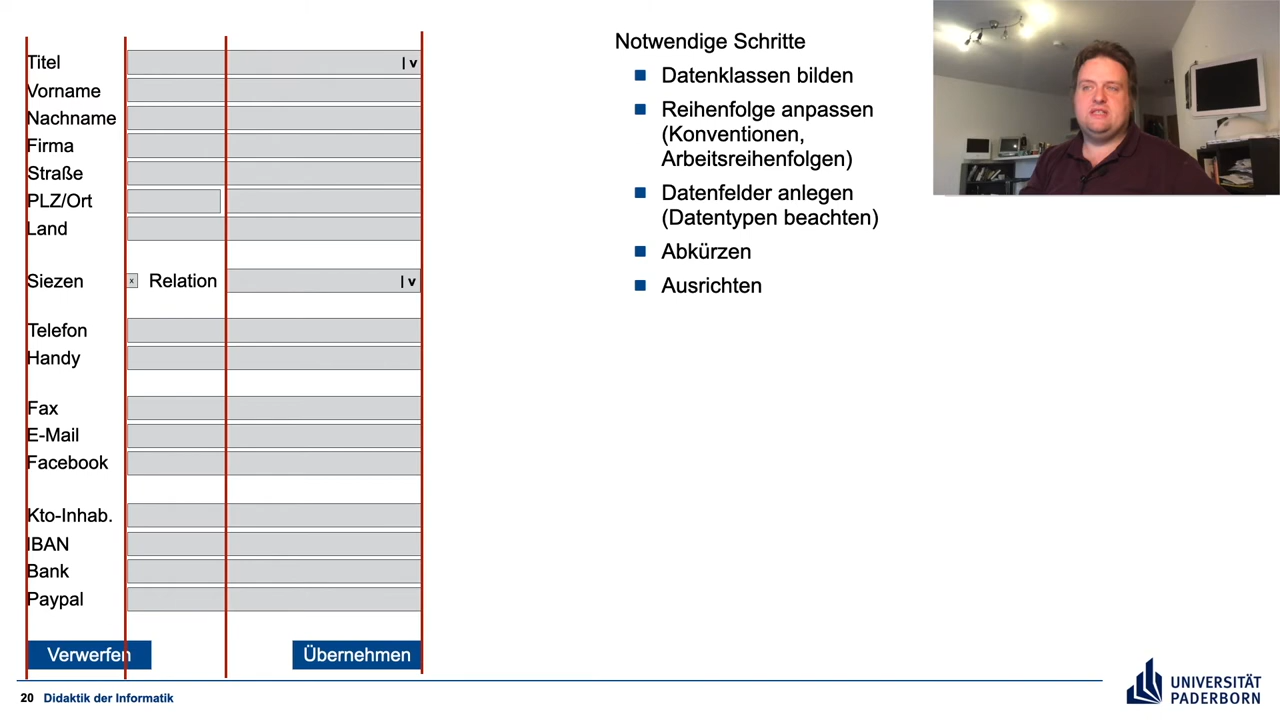 Titel | v
Vorname
Nachname
Firma
Straße
PLZ/Ort
Land
Siezen x Relation | v
Telefon
Handy
Fax
E-Mail
Facebook
Kto-Inhab.
IBAN
Bank
Paypal
Verwerfen Übernehmen
Notwendige Schritte
Datenklassen bilden
Reihenfolge anpassen
(Konventionen,
Arbeitsreihenfolgen)
Datenfelder anlegen
(Datentypen beachten)
Abkürzen
Ausrichten
20 Didaktik der Informatik
UNIVERSITÄT
PADERBORN